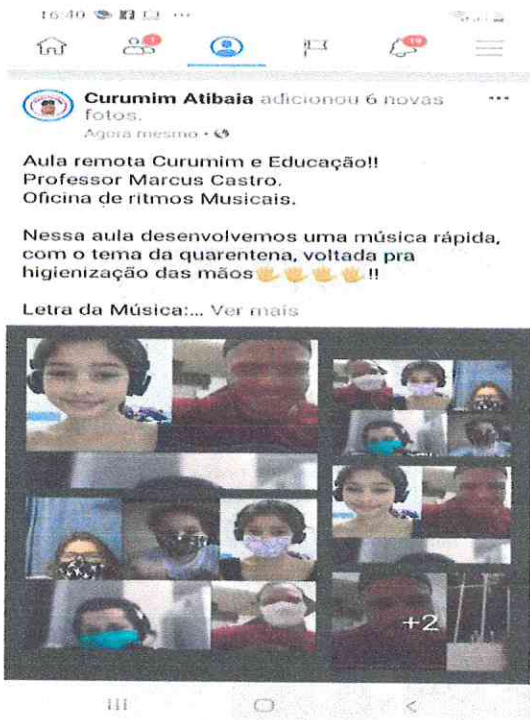 16:40
1
19
Curumim Atibaia adicionou 6 novas
fotos.
Agora mesmo •
Aula remota Curumim e Educação!!
Professor Marcus Castro.
Oficina de ritmos Musicais.
Nessa aula desenvolvemos uma música rápida,
com o tema da quarentena, voltada pra
higienização das mãos👋👋👋👋!!
Letra da Música:... Ver mais
+2